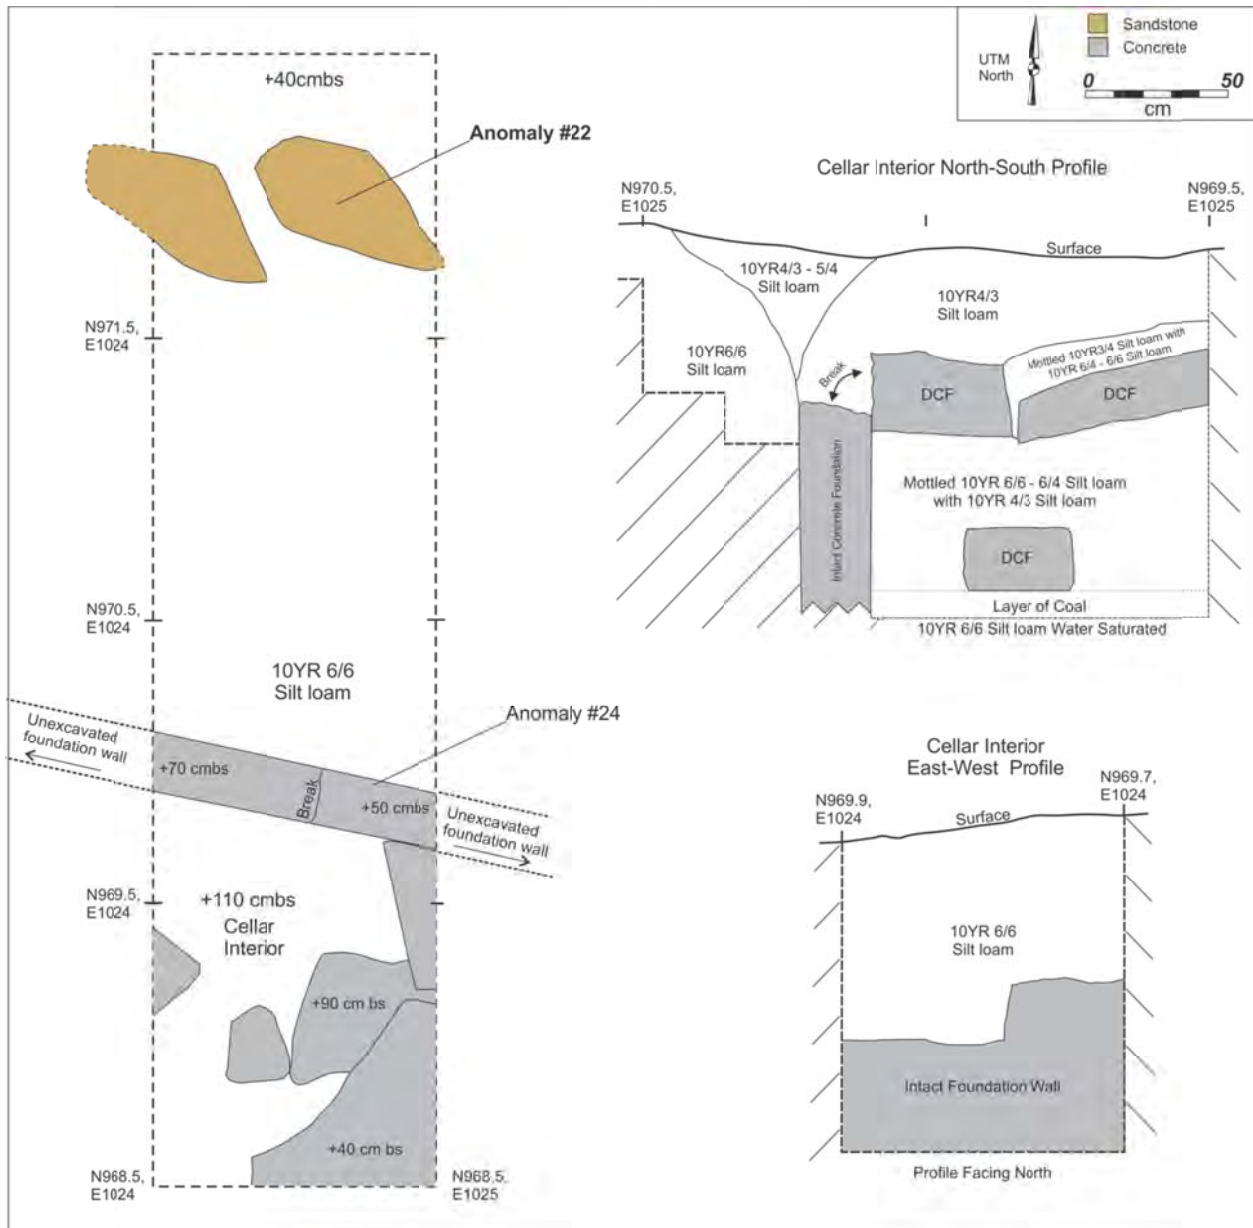 UTM
North
Sandstone
Concrete
0 50
cm
+40cmbs
Anomaly #22
N971.5,
E1024
N970.5,
E1024
10YR 6/6
Silt loam
Anomaly #24
Unexcavated
foundation wall
+70 cmbs
Break
+50 cmbs
Unexcavated
foundation wall
N969.5,
E1024
+110 cmbs
Cellar
Interior
+90 cm bs
+40 cm bs
N968.5,
E1024
N968.5,
E1025
Cellar Interior North-South Profile
N970.5,
E1025
N969.5,
E1025
Surface
10YR4/3 - 5/4
Silt loam
10YR4/3
Silt loam
10YR6/6
Silt loam
Mottled 10YR3/4 Silt loam with
10YR 6/4 - 6/6 Silt loam
Break
DCF
DCF
Intact Concrete Foundation
Mottled 10YR 6/6 - 6/4 Silt loam
with 10YR 4/3 Silt loam
DCF
Layer of Coal
10YR 6/6 Silt loam Water Saturated
Cellar Interior
East-West Profile
N969.9,
E1024
N969.7,
E1024
Surface
10YR 6/6
Silt loam
Intact Foundation Wall
Profile Facing North